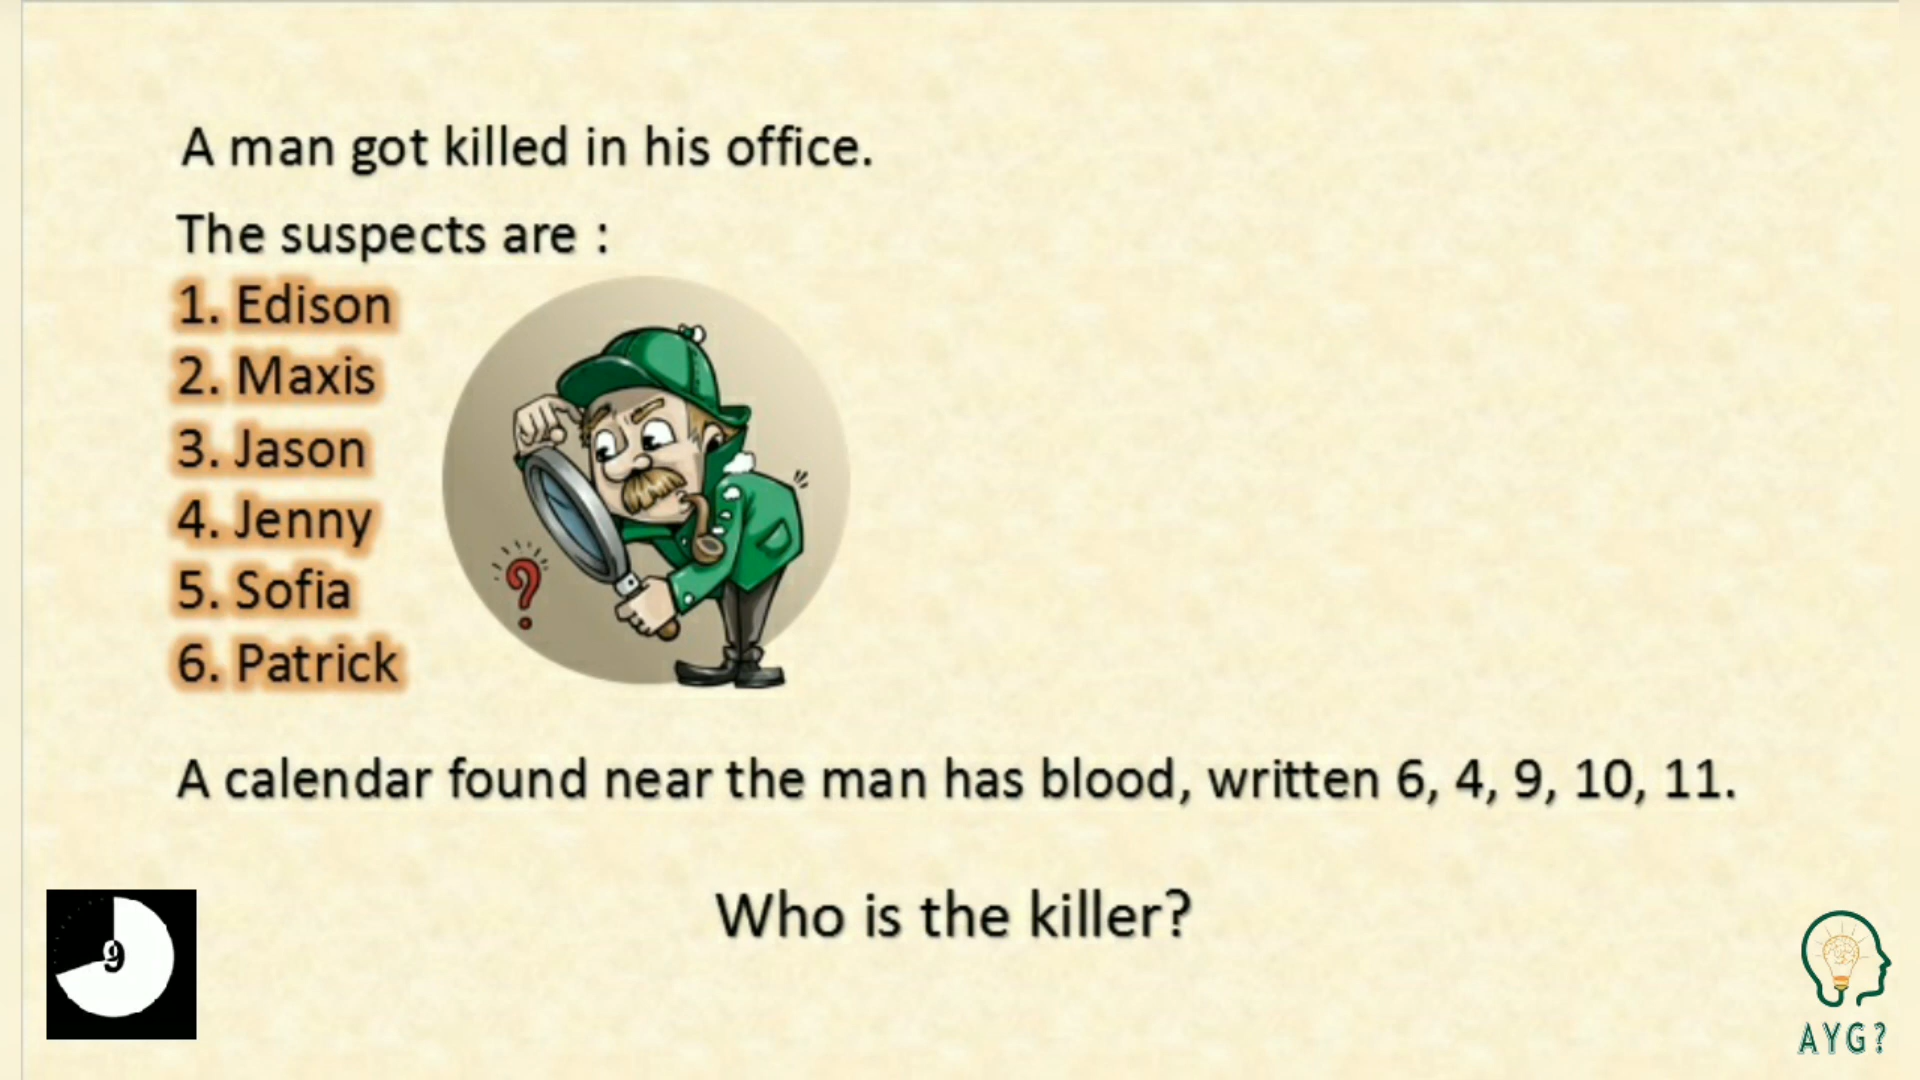 A man got killed in his office.
The suspects are :
1. Edison
2. Maxis
3. Jason
4. Jenny
5. Sofia
6. Patrick
?
A calendar found near the man has blood, written 6, 4, 9, 10, 11.
Who is the killer?
9
AYG?